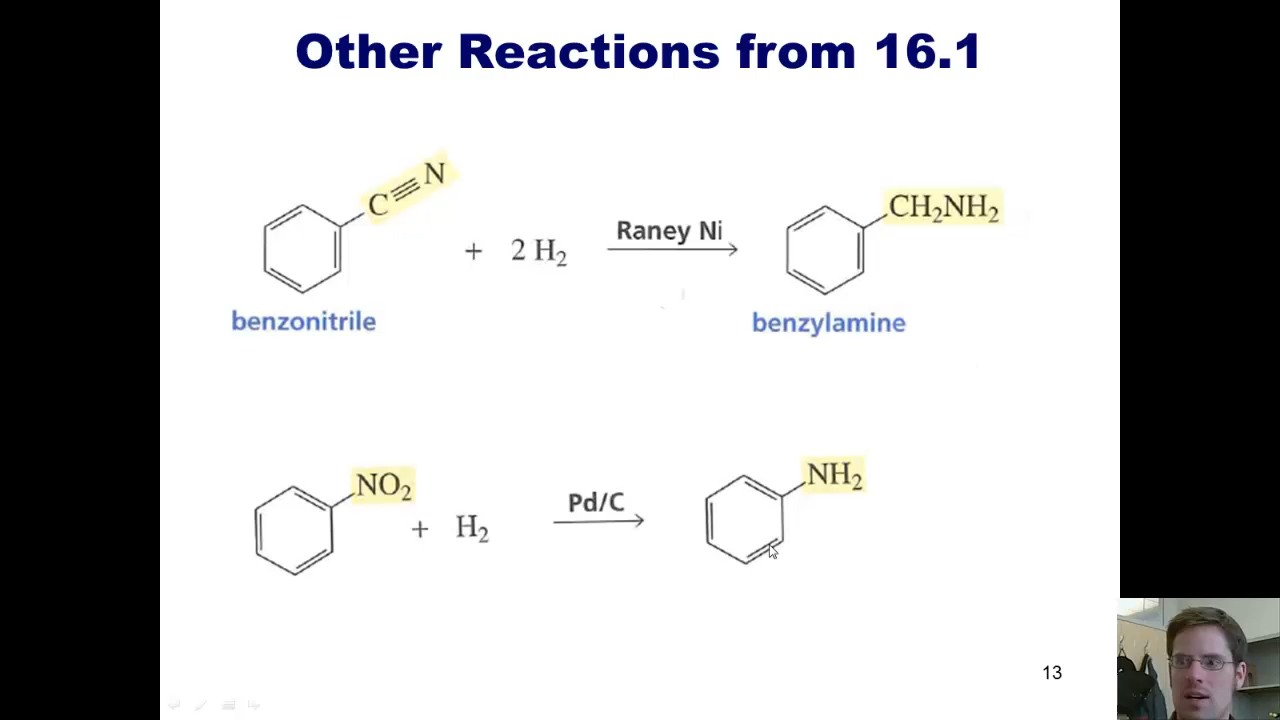 Other Reactions from 16.1
C≡N
+ 2 H₂
Raney Ni
CH₂NH₂
benzonitrile
benzylamine
NO₂
+ H₂
Pd/C
NH₂
13